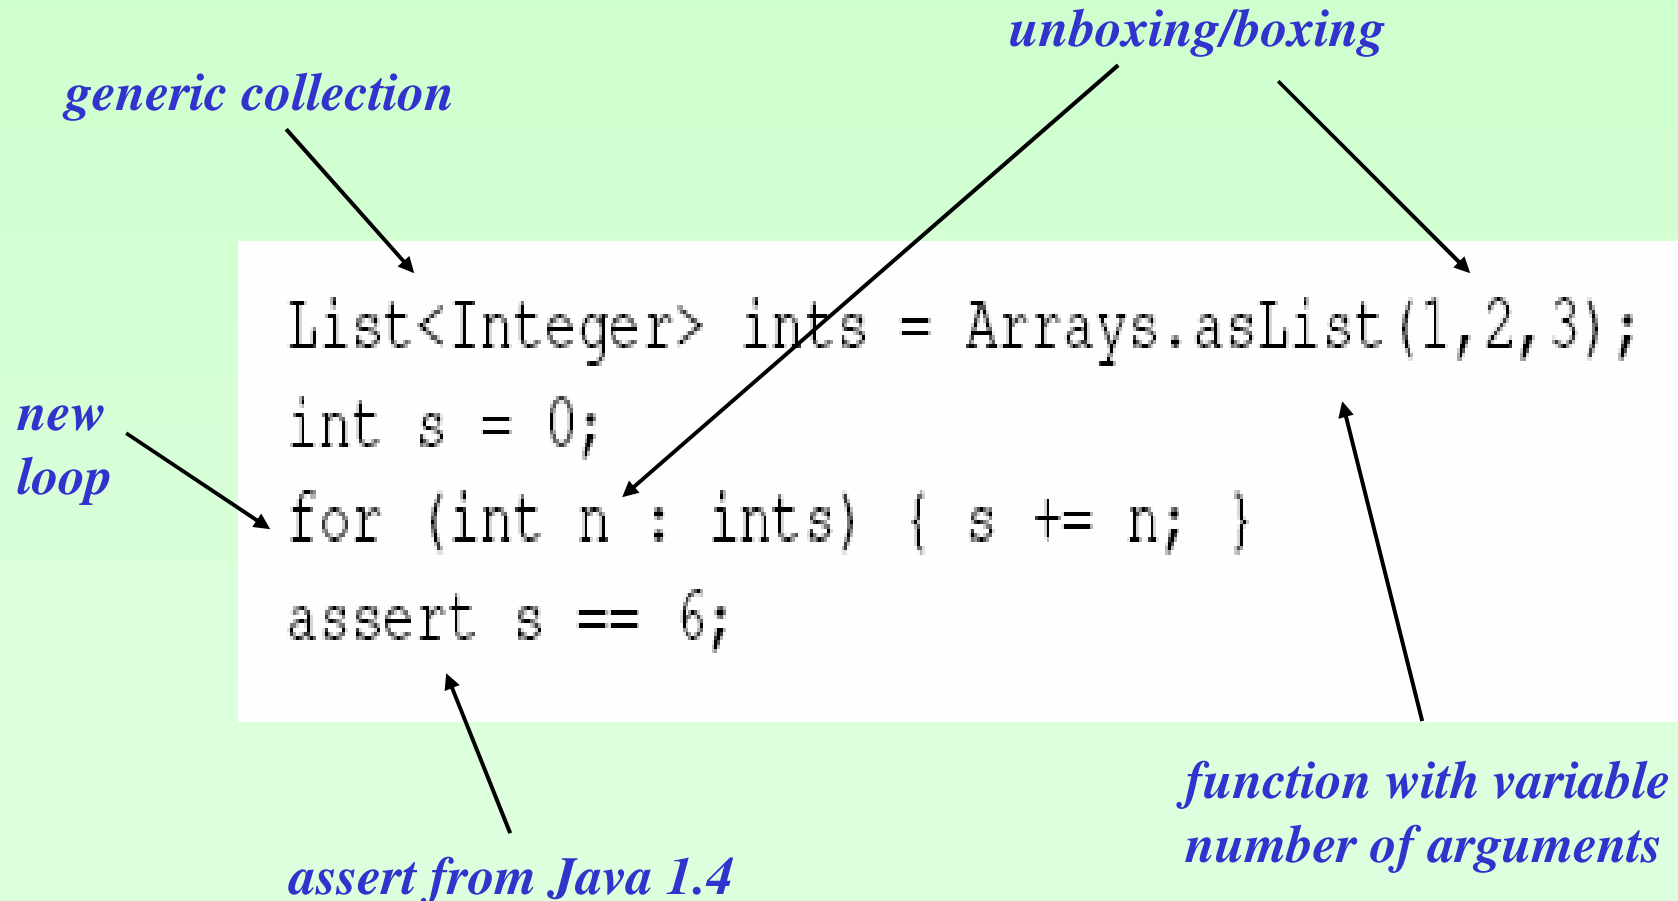 unboxing/boxing
generic collection
List<Integer> ints = Arrays.asList(1,2,3);
new
loop
int s = 0;
for (int n : ints) { s += n; }
assert s == 6;
function with variable
number of arguments
assert from Java 1.4